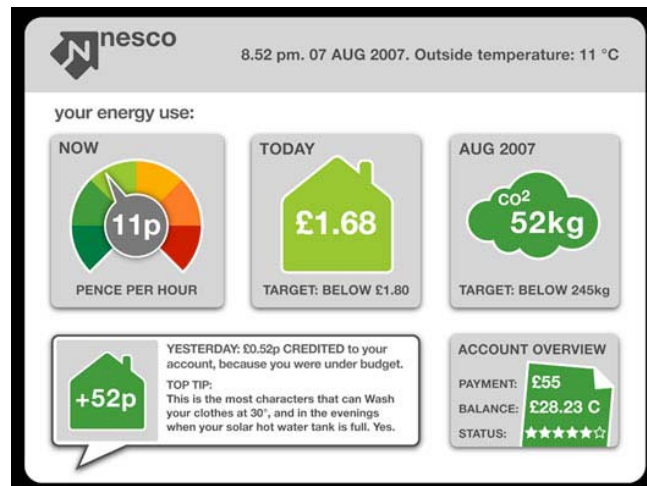 nesco
8.52 pm. 07 AUG 2007. Outside temperature: 11 °C
your energy use:
NOW
11p
PENCE PER HOUR
TODAY
£1.68
TARGET: BELOW £1.80
AUG 2007
CO²
52kg
TARGET: BELOW 245kg
+52p
YESTERDAY: £0.52p CREDITED to your
account, because you were under budget.
TOP TIP:
This is the most characters that can Wash
your clothes at 30°, and in the evenings
when your solar hot water tank is full. Yes.
ACCOUNT OVERVIEW
PAYMENT: £55
BALANCE: £28.23 C
STATUS: ★★★★☆